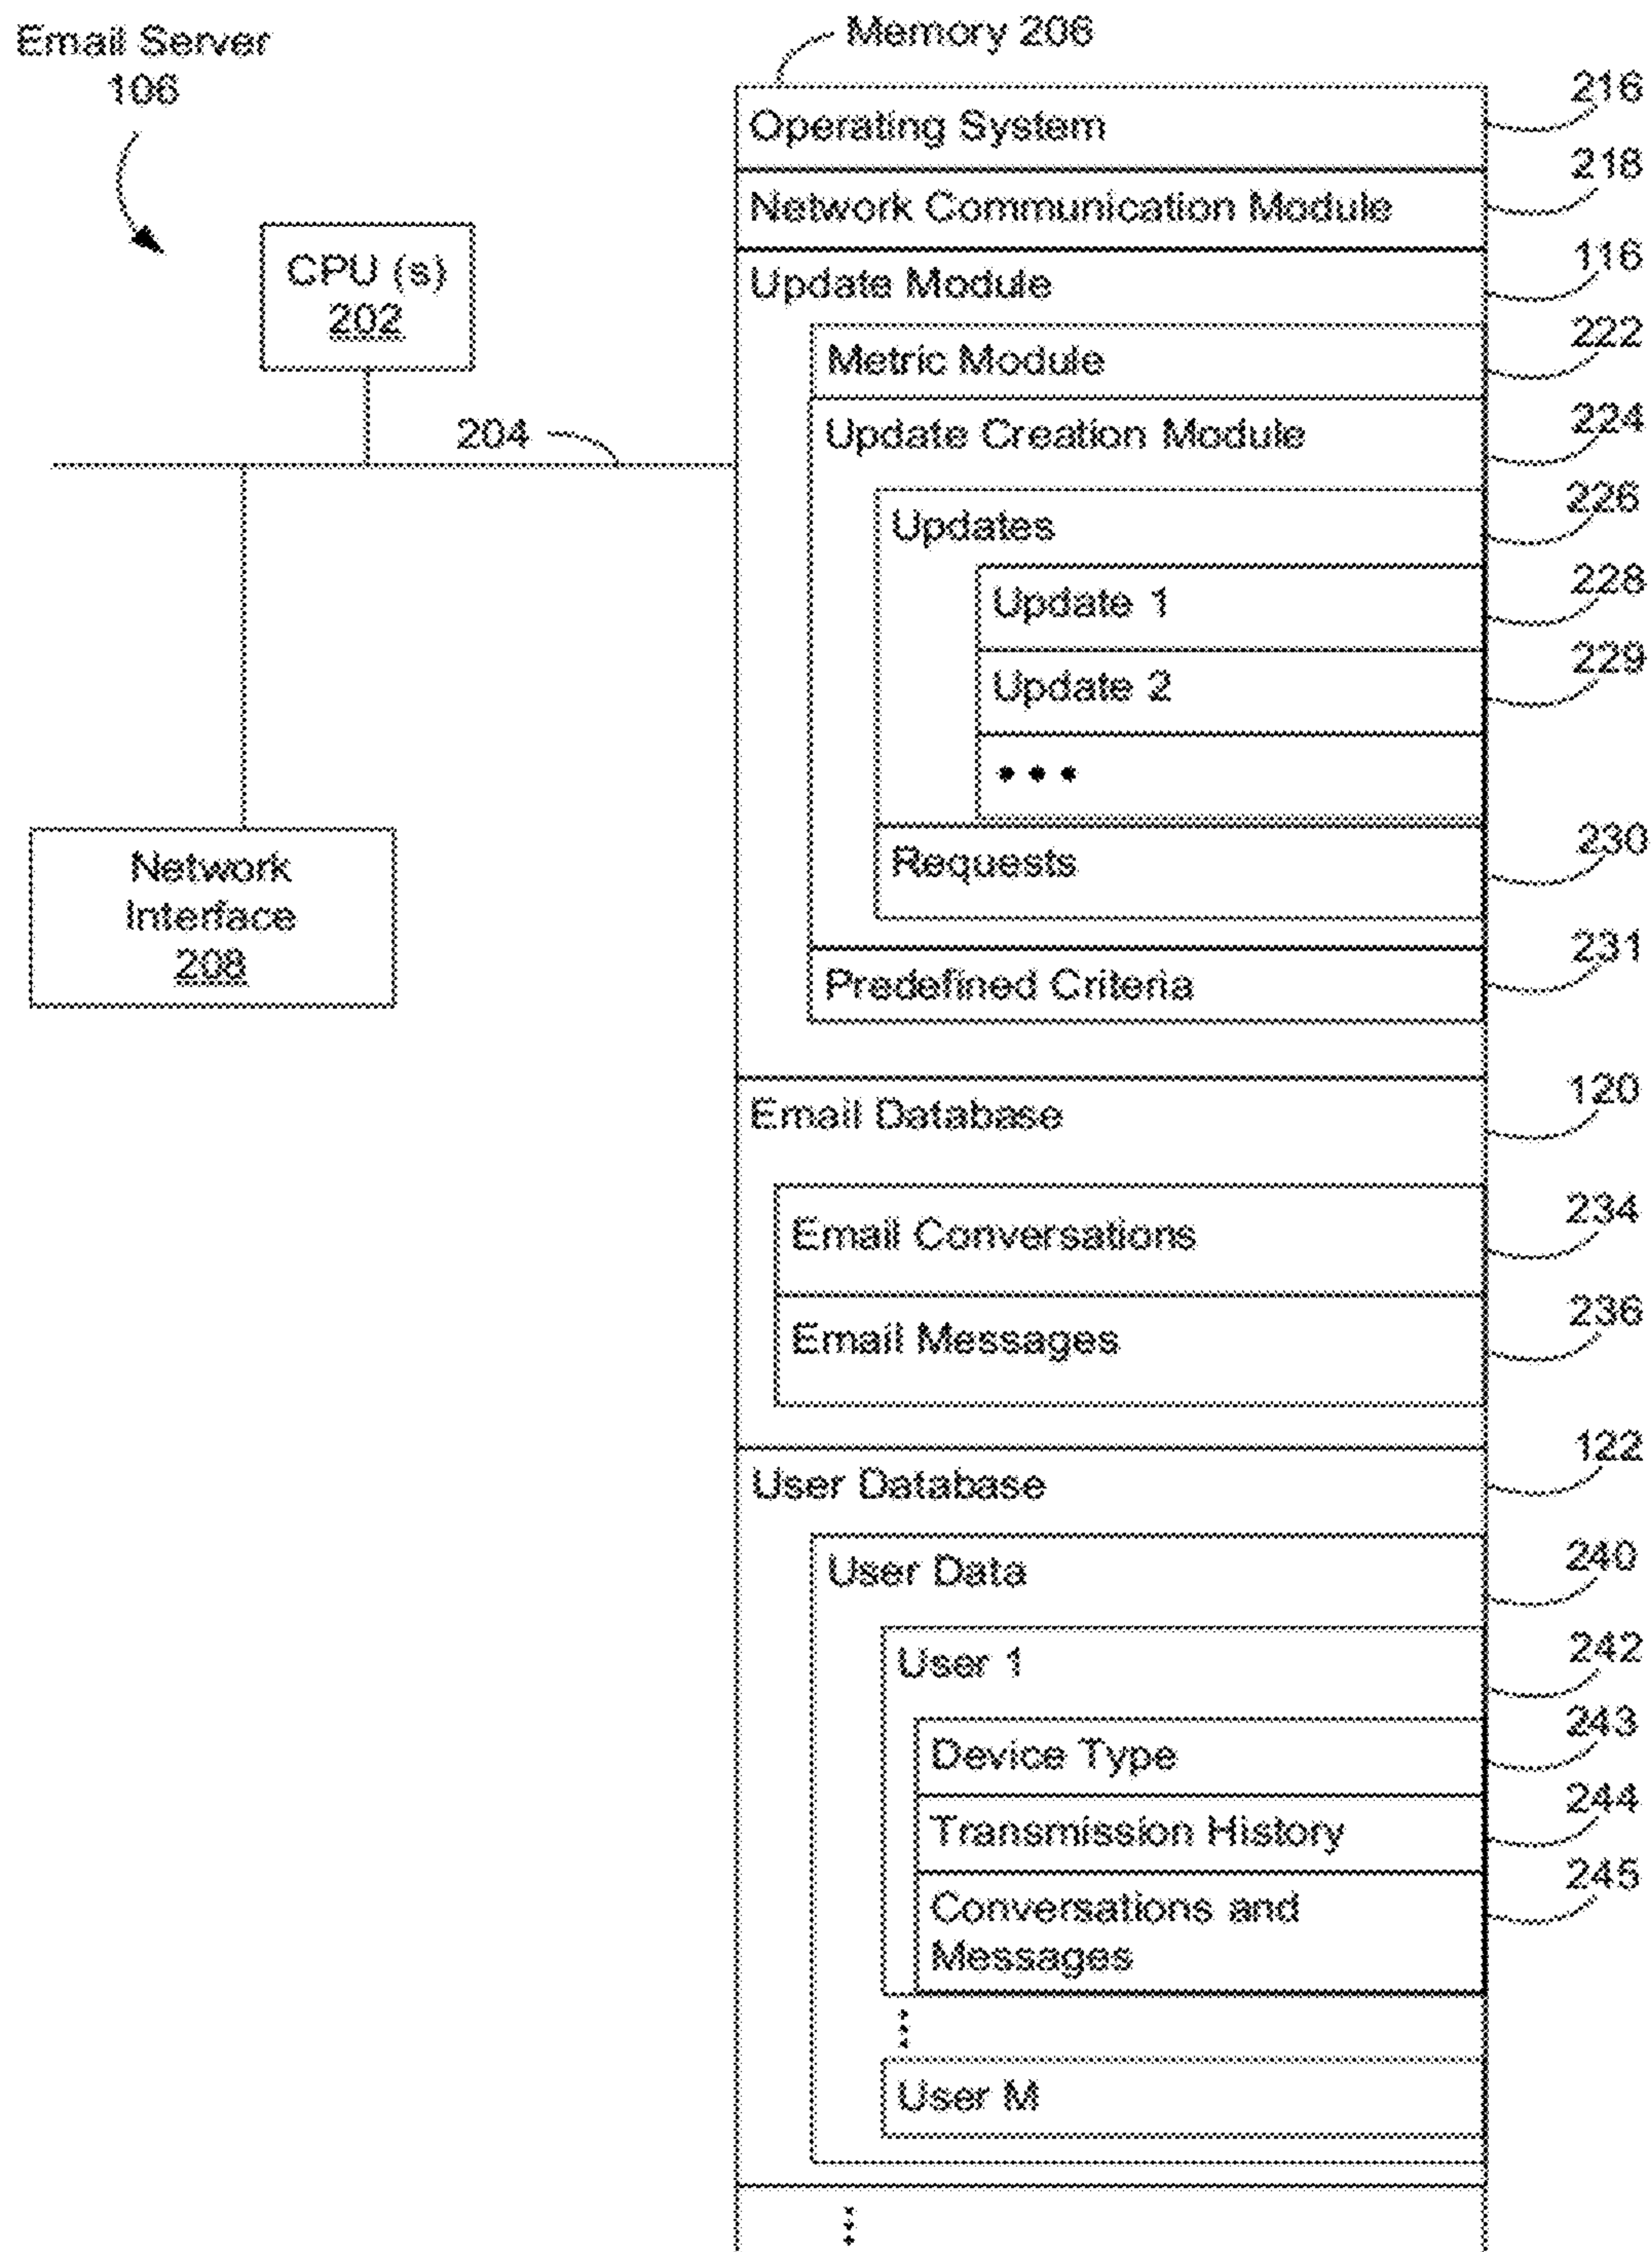 Email Server
106
Memory 206
Operating System
216
Network Communication Module
218
Update Module
116
CPU (s)
202
Metric Module
222
Update Creation Module
224
204
Updates
226
Update 1
228
Update 2
229
• • •
Requests
230
Network
Interface
208
Predefined Criteria
231
Email Database
120
Email Conversations
234
Email Messages
236
User Database
122
User Data
240
User 1
242
Device Type
243
Transmission History
244
Conversations and
Messages
245
User M